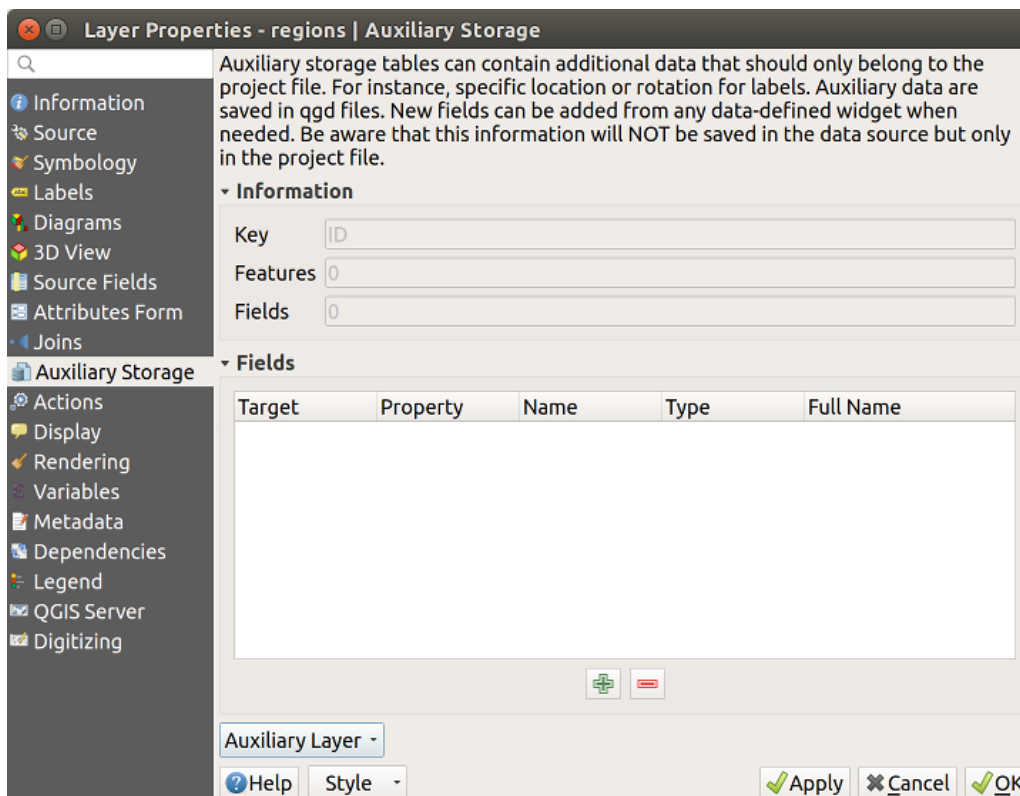 Layer Properties - regions | Auxiliary Storage
Information
Source
Symbology
Labels
Diagrams
3D View
Source Fields
Attributes Form
Joins
Auxiliary Storage
Actions
Display
Rendering
Variables
Metadata
Dependencies
Legend
QGIS Server
Digitizing
Auxiliary storage tables can contain additional data that should only belong to the
project file. For instance, specific location or rotation for labels. Auxiliary data are
saved in qgd files. New fields can be added from any data-defined widget when
needed. Be aware that this information will NOT be saved in the data source but only
in the project file.
Information
Key ID
Features 0
Fields 0
Fields
Target Property Name Type Full Name
Auxiliary Layer
Help Style Apply Cancel OK